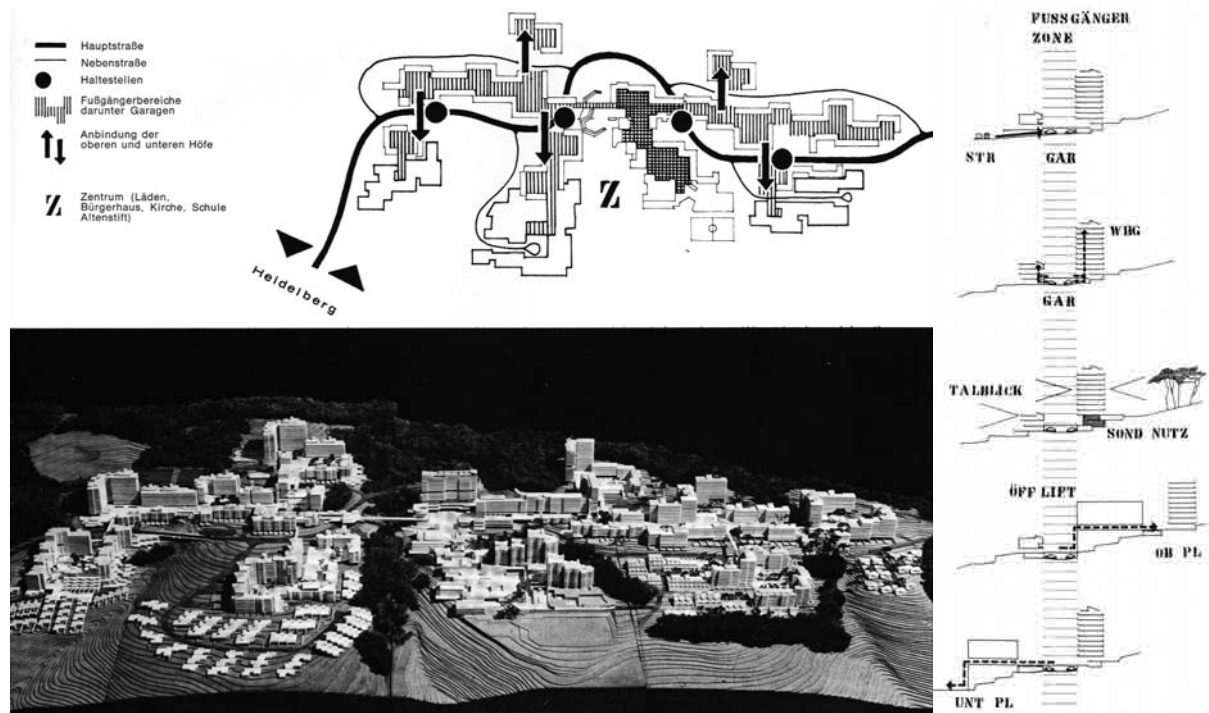 Hauptstraße
Nebenstraße
Haltestellen
Fußgängerbereiche
darunter Garagen
Anbindung der
oberen und unteren Höfe
Z
Zentrum (Läden,
Bürgerhaus, Kirche, Schule
Altenstift)
Z
Heidelberg
FUSSGÄNGER
ZONE
STR
GAR
WHG
GAR
TALBLICK
SOND NUTZ
ÖFF LIFT
OB PL
UNT PL